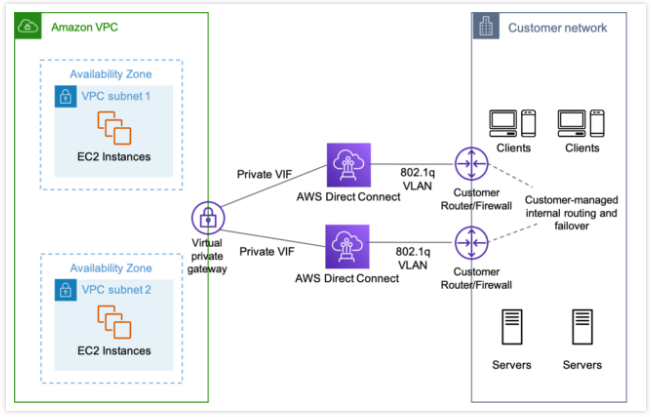 Amazon VPC
Availability Zone
VPC subnet 1
EC2 Instances
Availability Zone
VPC subnet 2
EC2 Instances
Virtual
private
gateway
Private VIF
AWS Direct Connect
802.1q
VLAN
Private VIF
AWS Direct Connect
802.1q
VLAN
Customer network
Clients
Clients
Customer
Router/Firewall
Customer-managed
internal routing and
failover
Customer
Router/Firewall
Servers
Servers